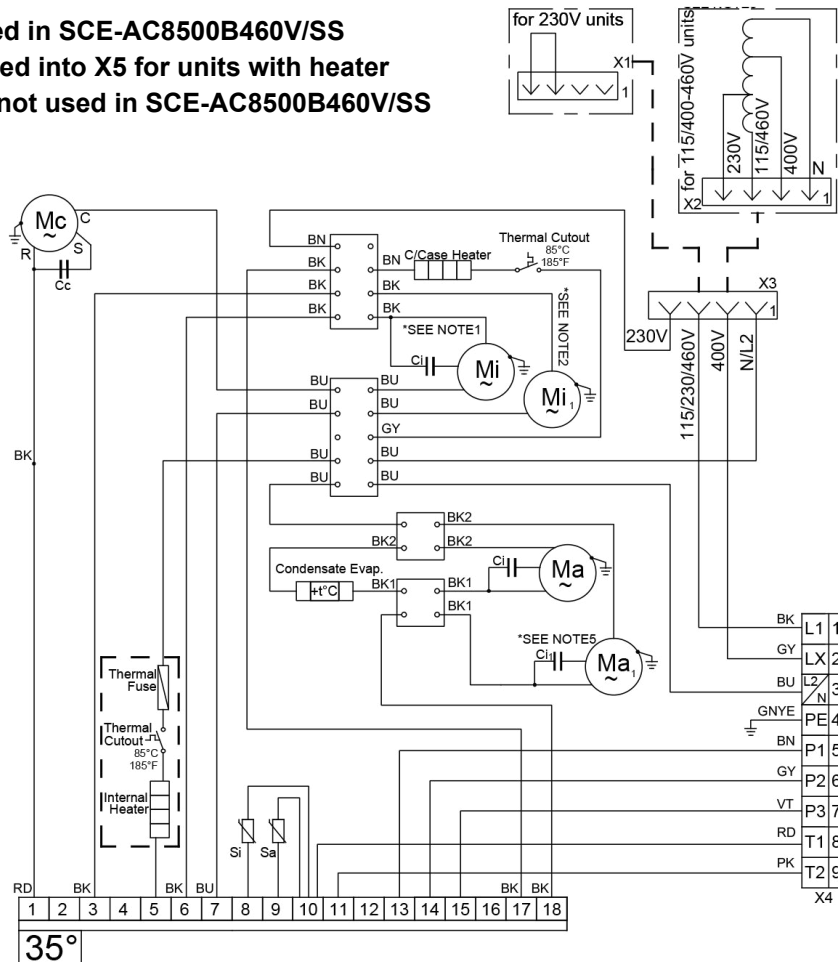 ed in SCE-AC8500B460V/SS
ed into X5 for units with heater
not used in SCE-AC8500B460V/SS
for 230V units
X1
1
for 115/400-460V units
230V
115/460V
400V
N
X2
1
Mc
~
C
R
S
Cc
BN
BK
BK
BK
BN
C/Case Heater
BK
BK
Thermal Cutout
85°C
185°F
*SEE NOTE1
*SEE NOTE2
Ci
Mi
~
Mi1
~
X3
1
230V
115/230/460V
400V
N/L2
BU
BU
BU
BU
BU
BU
GY
BU
BU
BK
BK2
BK2
BK2
Condensate Evap.
+t°C
BK1
BK1
BK1
Ci
Ma
~
*SEE NOTE5
Ci1
Ma1
~
Thermal
Fuse
Thermal
Cutout
85°C
185°F
Internal
Heater
Si
Sa
BK L1 1
GY LX 2
BU L2/N 3
GNYE PE 4
BN P1 5
GY P2 6
VT P3 7
RD T1 8
PK T2 9
X4
RD BK BK BU BK BK
1 2 3 4 5 6 7 8 9 10 11 12 13 14 15 16 17 18
35°